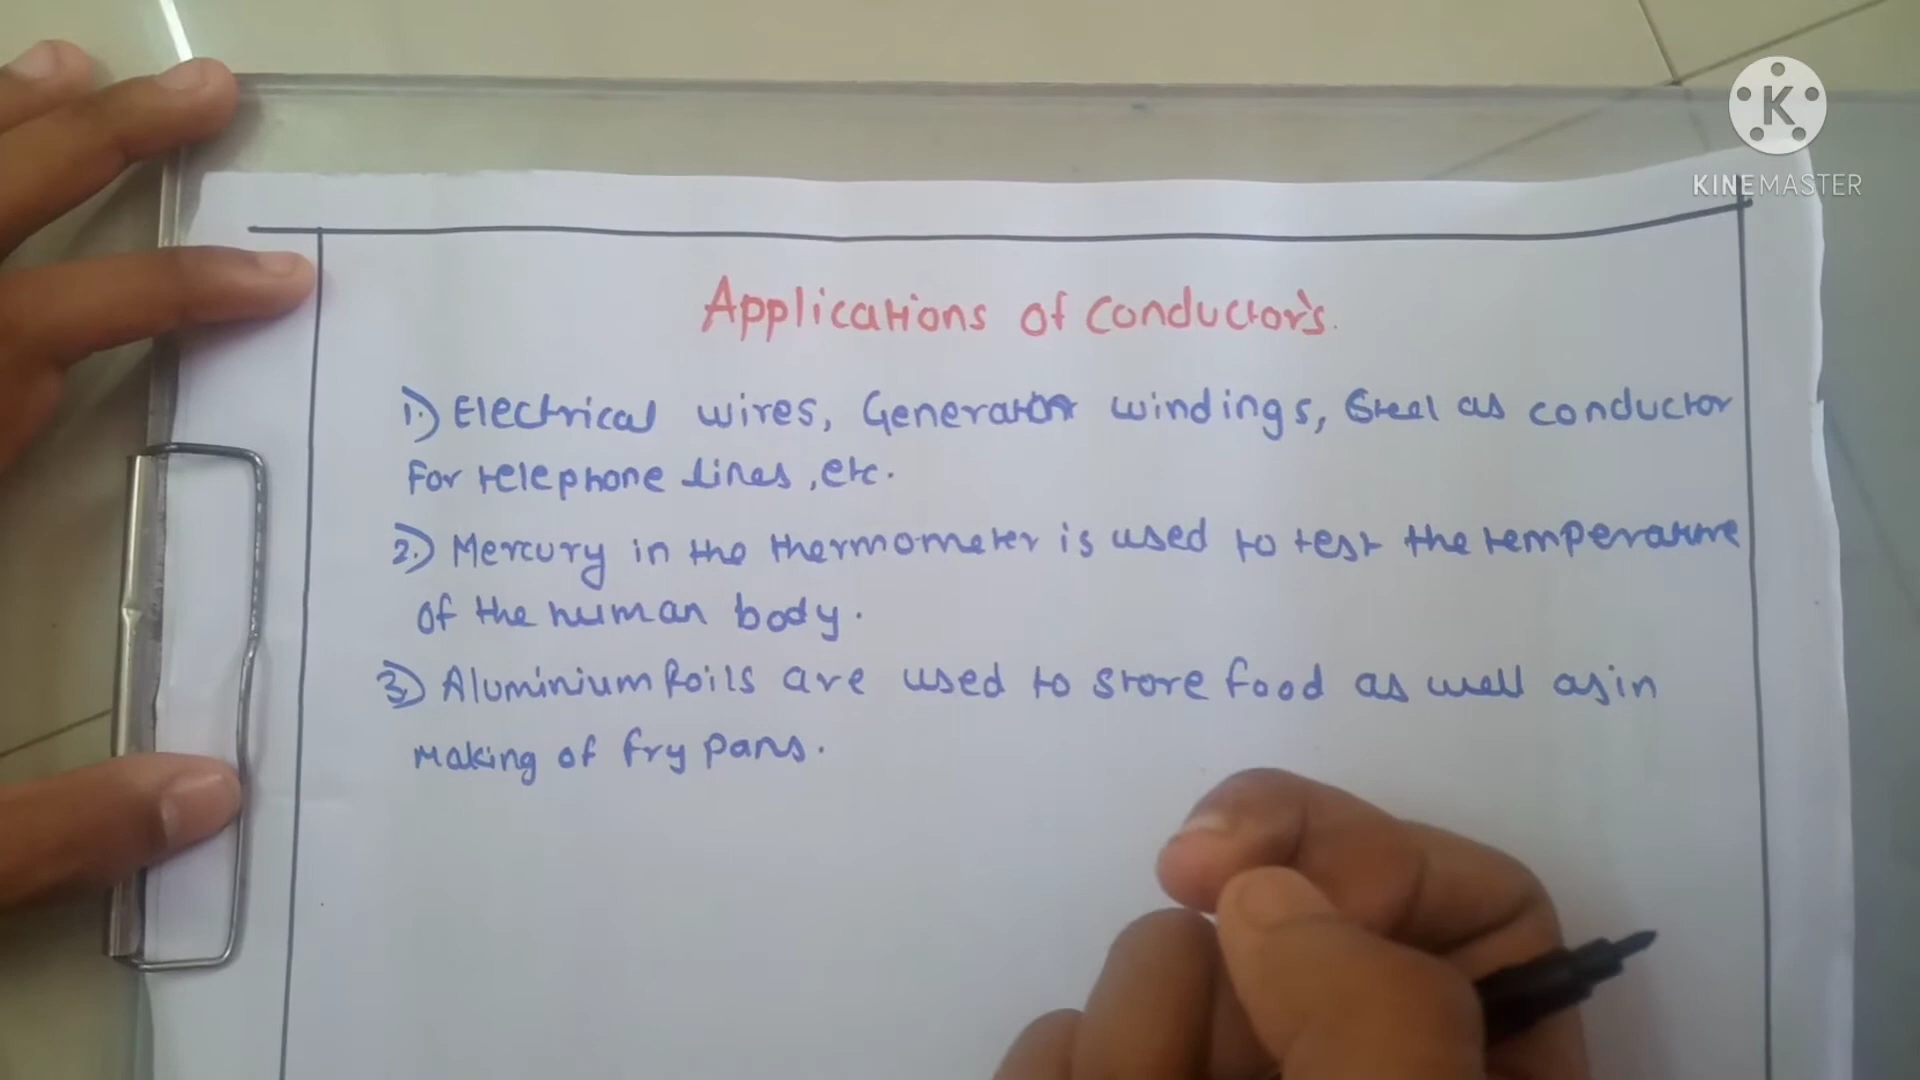 K
KINEMASTER
Applications of Conductor's.
1.) Electrical wires, Generator windings, Steel as conductor
For telephone lines, etc.
2.) Mercury in the thermometer is used to test the temperature
of the human body.
3.) Aluminium foils are used to store food as well as in
Making of fry pans.